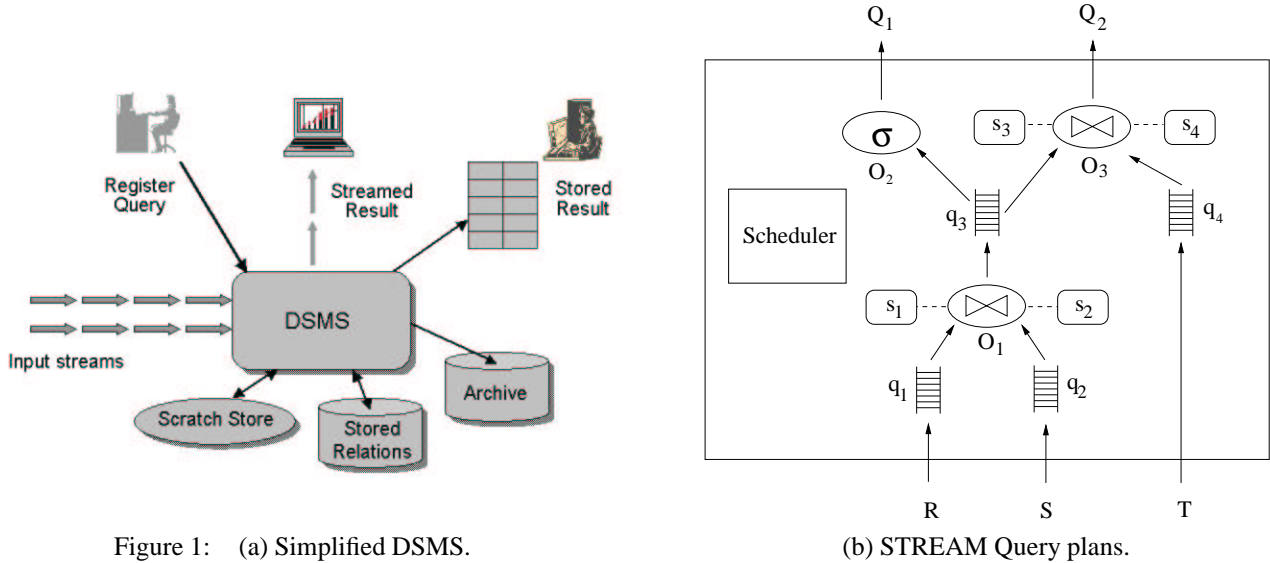 Register
Query
Streamed
Result
Stored
Result
DSMS
Input streams
Scratch Store
Stored
Relations
Archive
Figure 1: (a) Simplified DSMS.
Q1
Q2
σ
O2
s3
s4
O3
q3
q4
Scheduler
s1
s2
O1
q1
q2
R
S
T
(b) STREAM Query plans.